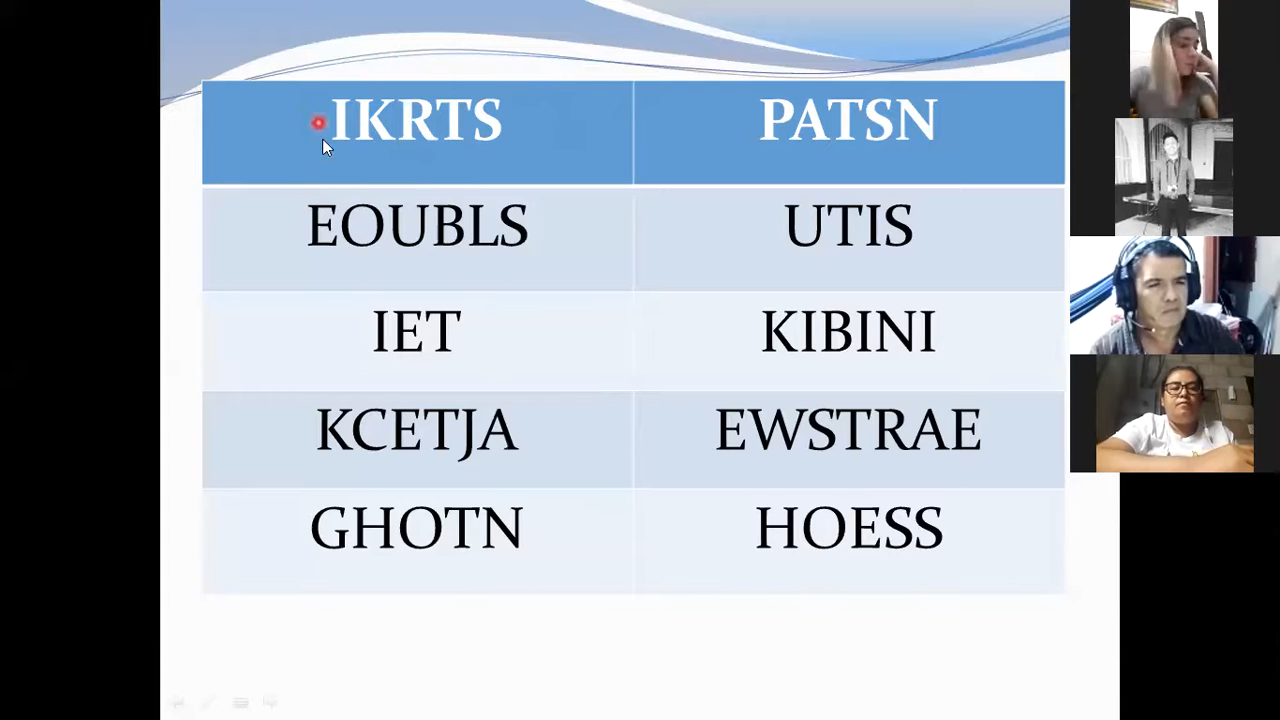 IKRTS PATSN
EOUBLS UTIS
IET KIBINI
KCETJA EWSTRAE
GHOTN HOESS